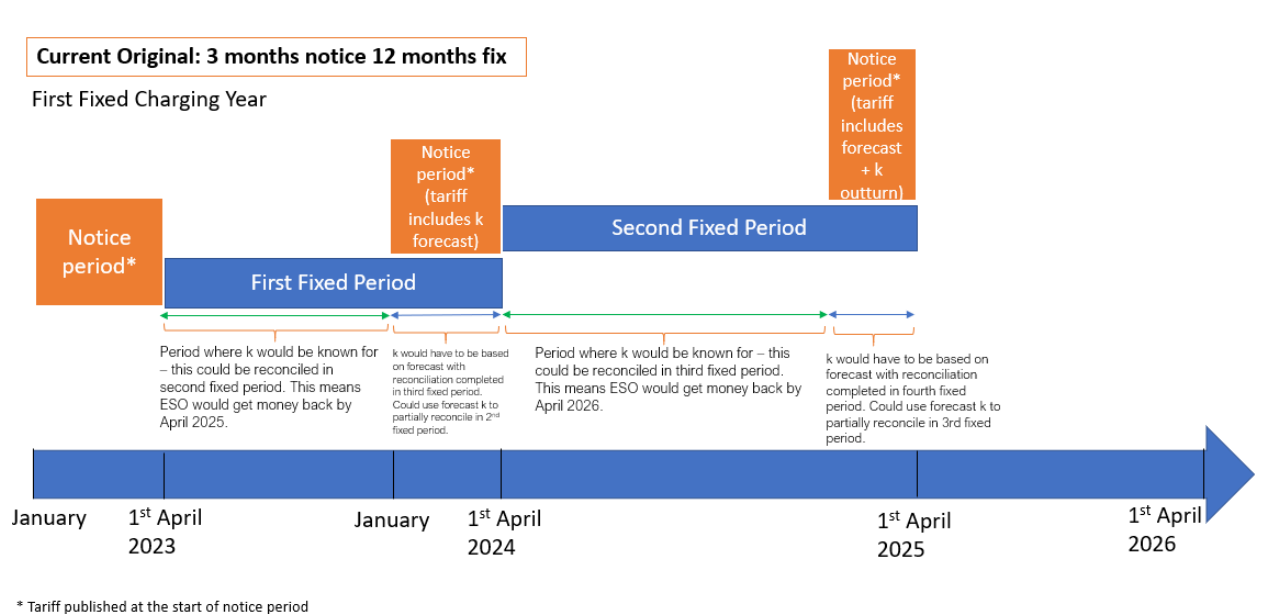 Current Original: 3 months notice 12 months fix
First Fixed Charging Year
Notice
period*
(tariff
includes
forecast
+ k
outturn)
Notice
period*
(tariff
includes k
forecast)
Notice
period*
Second Fixed Period
First Fixed Period
Period where k would be known for
– this could be reconciled in
second fixed period. This means
ESO would get money back by
April 2025.
k would have to be based
on forecast with
reconciliation completed
in third fixed period.
Could use forecast k to
partially reconcile in 2nd
fixed period.
Period where k would be known for – this
could be reconciled in third fixed period.
This means ESO would get money back by
April 2026.
k would have to be based on
forecast with reconciliation
completed in fourth fixed
period. Could use forecast k to
partially reconcile in 3rd fixed
period.
January
1st April
2023
January
1st April
2024
1st April
2025
1st April
2026
* Tariff published at the start of notice period